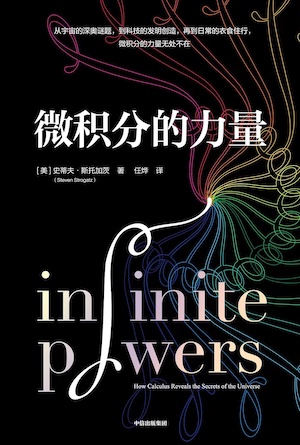 从宇宙的深奥谜题，到科技的发明创造，再到日常的衣食住行，
微积分的力量无处不在
微积分的力量
[美] 史蒂夫·斯托加茨 著 任烨 译
(Steven Strogatz)
infinite
powers
How Calculus Reveals the Secrets of the Universe
中信出版集团